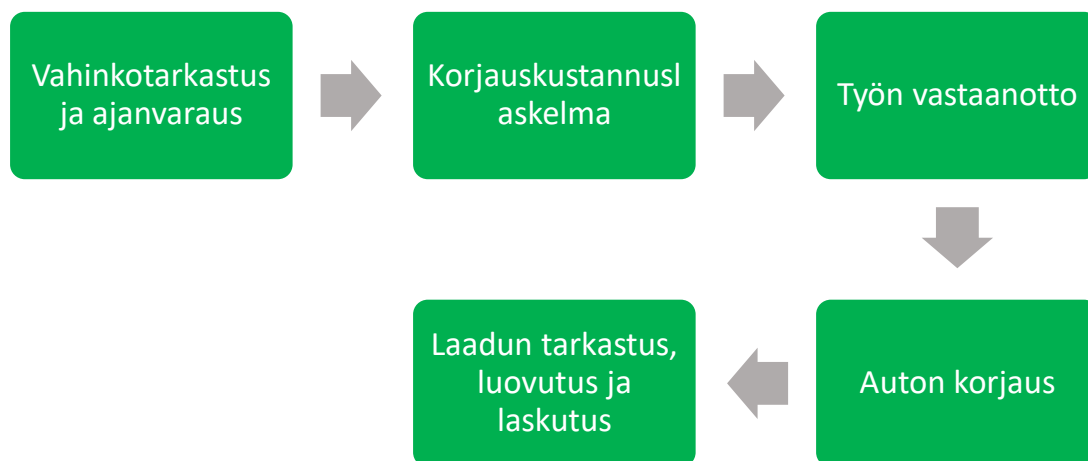 Vahinkotarkastus
ja ajanvaraus
Korjauskustannusl
askelma
Työn vastaanotto
Auton korjaus
Laadun tarkastus,
luovutus ja
laskutus